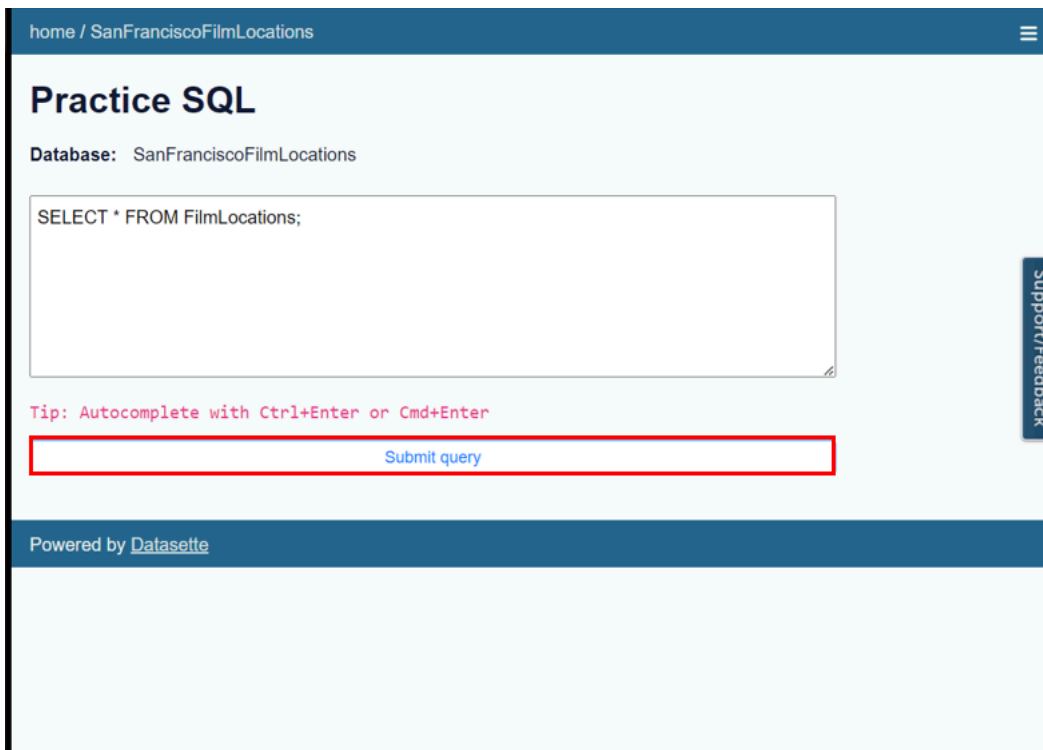 home / SanFranciscoFilmLocations
Practice SQL
Database: SanFranciscoFilmLocations
SELECT * FROM FilmLocations;
Support/Feedback
Tip: Autocomplete with Ctrl+Enter or Cmd+Enter
Submit query
Powered by Datasette